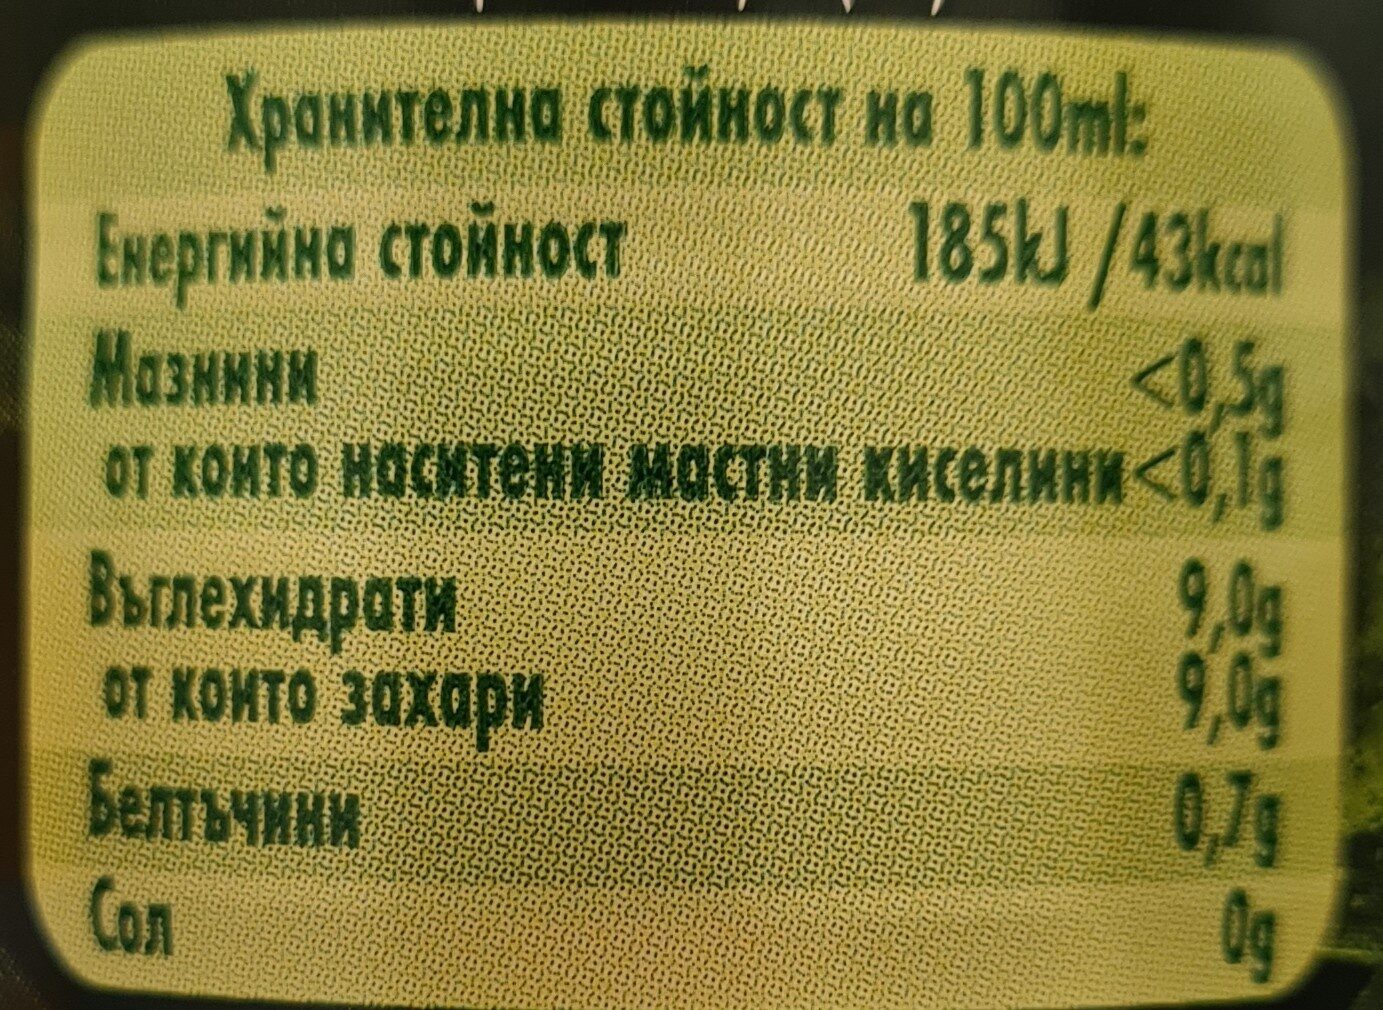 Хранителна стойност на 100ml:
Енергийна стойност 185kJ /43kcal
Мазнини <0,5g
от които наситени мастни киселини <0,1g
Въглехидрати 9,0g
от които захари 9,0g
Белтъчини 0,7g
Сол 0g